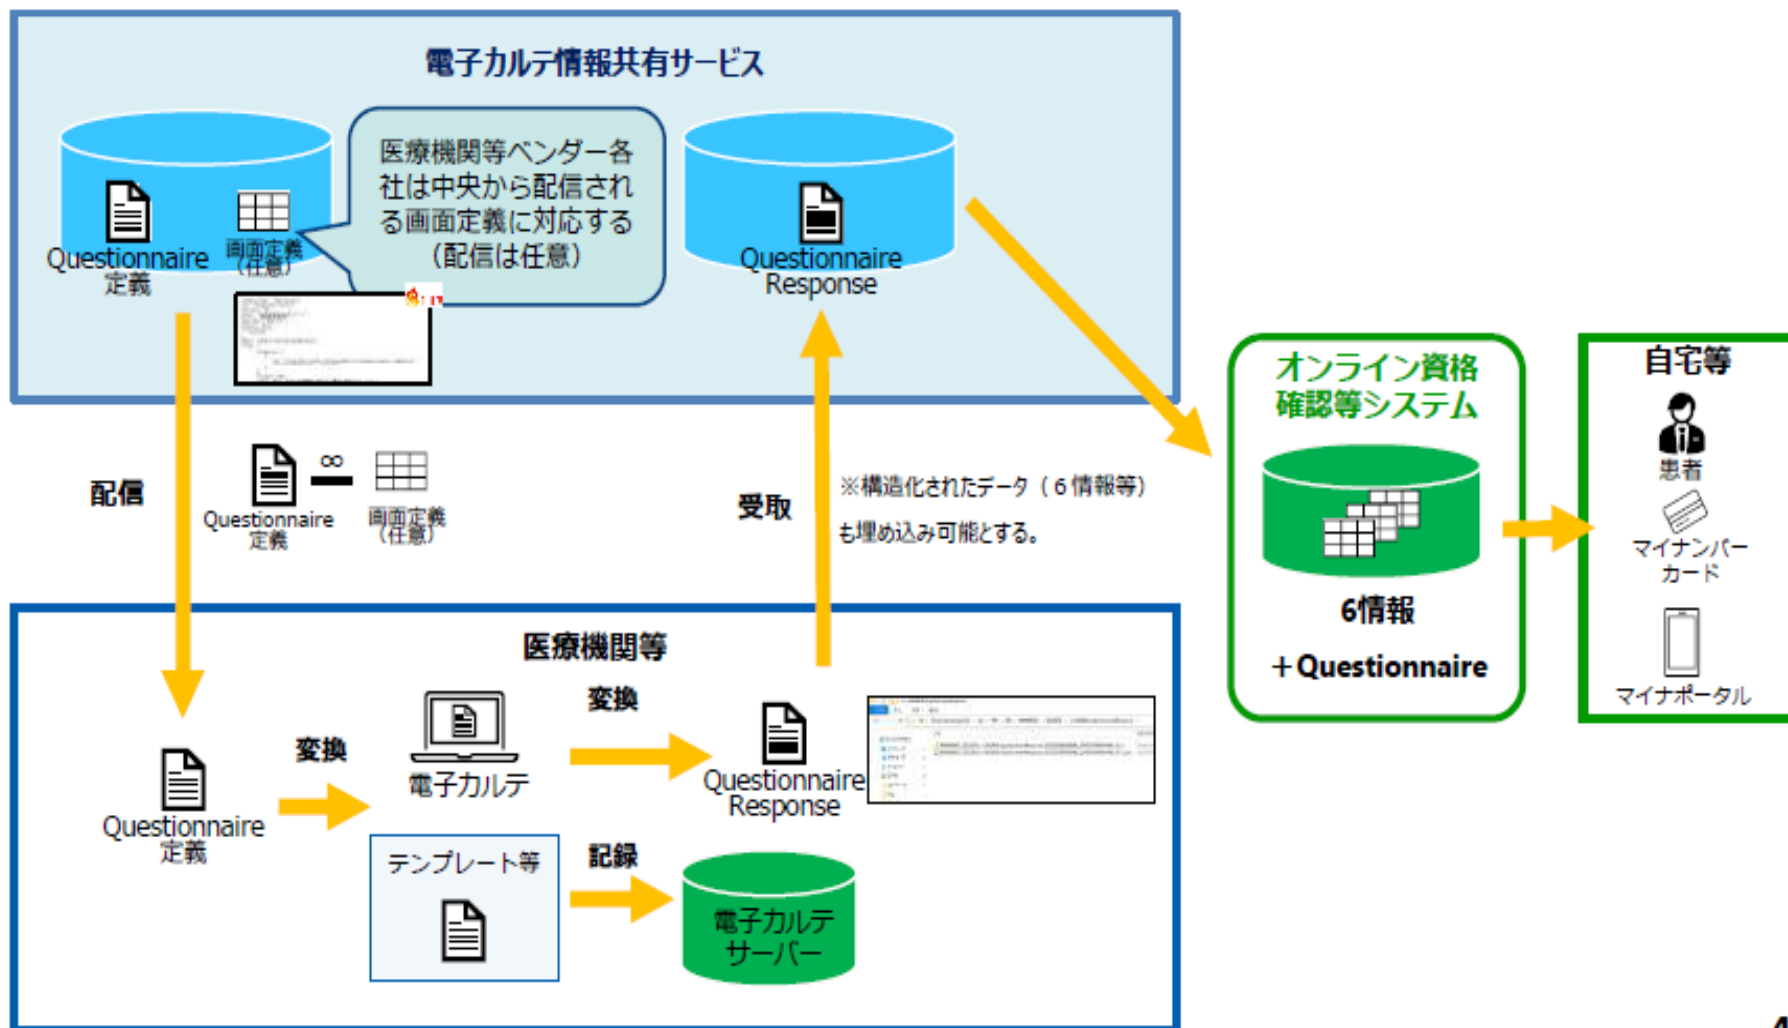 電子カルテ情報共有サービス
医療機関等ベンダー各
社は中央から配信され
る画面定義に対応する
（配信は任意）
Questionnaire
定義
画面定義
（任意）
Questionnaire
Response
配信
Questionnaire
定義
∞
画面定義
（任意）
受取
※構造化されたデータ（６情報等）
も埋め込み可能とする。
オンライン資格
確認等システム
6情報
＋Questionnaire
自宅等
患者
マイナンバー
カード
マイナポータル
医療機関等
Questionnaire
定義
変換
電子カルテ
変換
Questionnaire
Response
テンプレート等
記録
電子カルテ
サーバー